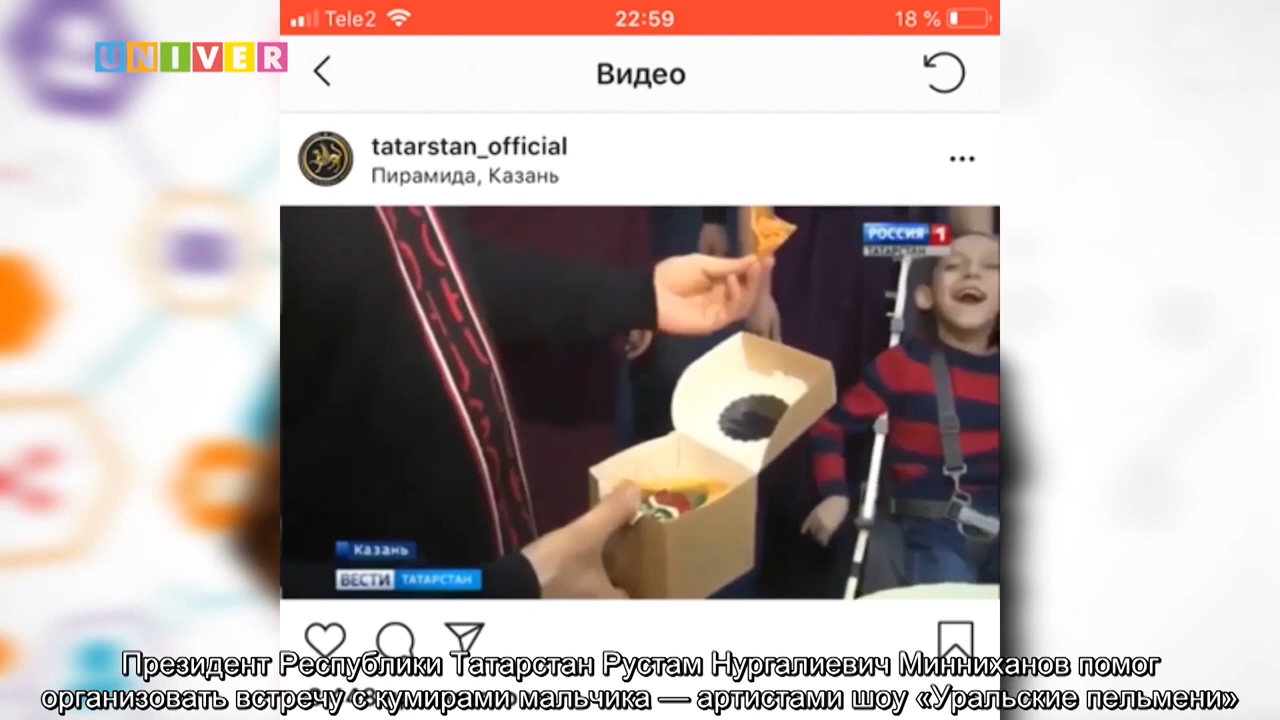 Tele2
22:59
18 %
UNIVER
Видео
tatarstan_official
Пирамида, Казань
РОССИЯ 1
ТАТАРСТАН
Казань
ВЕСТИ ТАТАРСТАН
Президент Республики Татарстан Рустам Нургалиевич Минниханов помог
организовать встречу с кумирами мальчика — артистами шоу «Уральские пельмени»